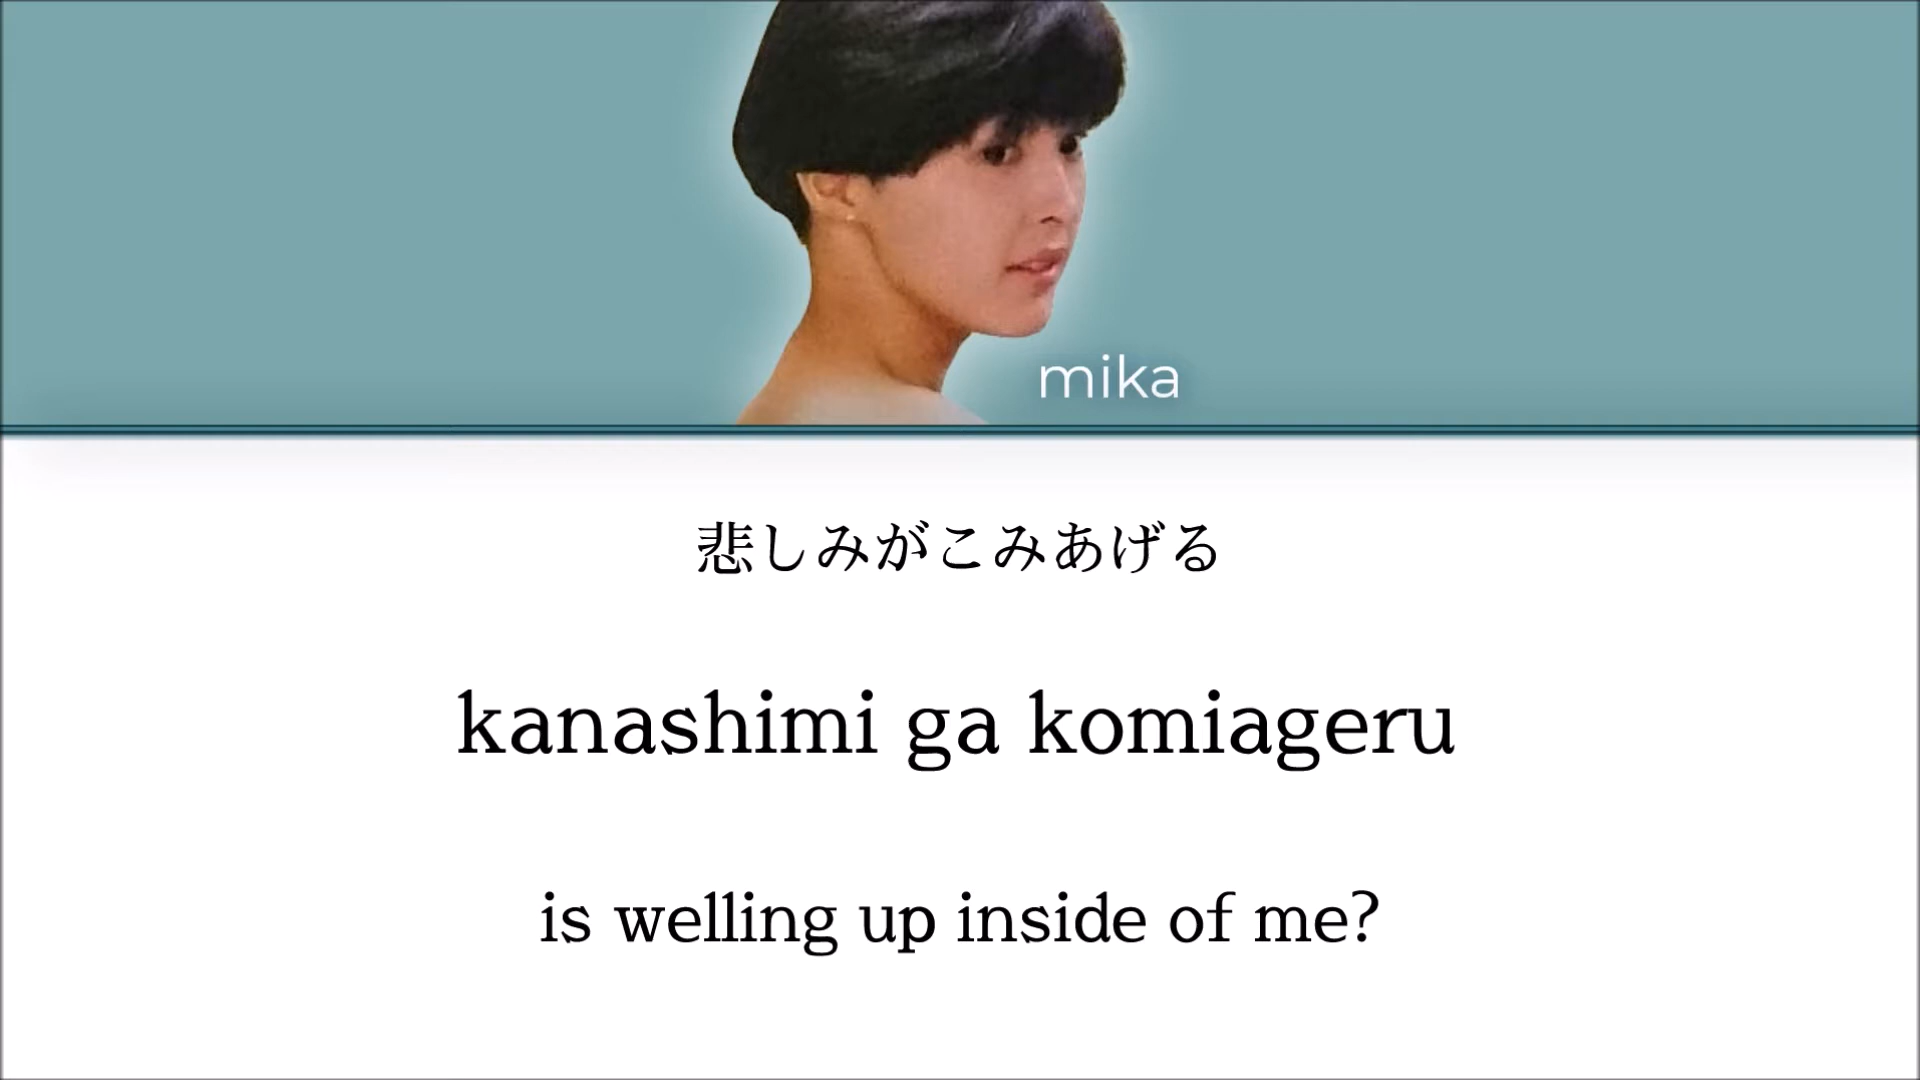 mika
悲しみがこみあげる
kanashimi ga komiageru
is welling up inside of me?